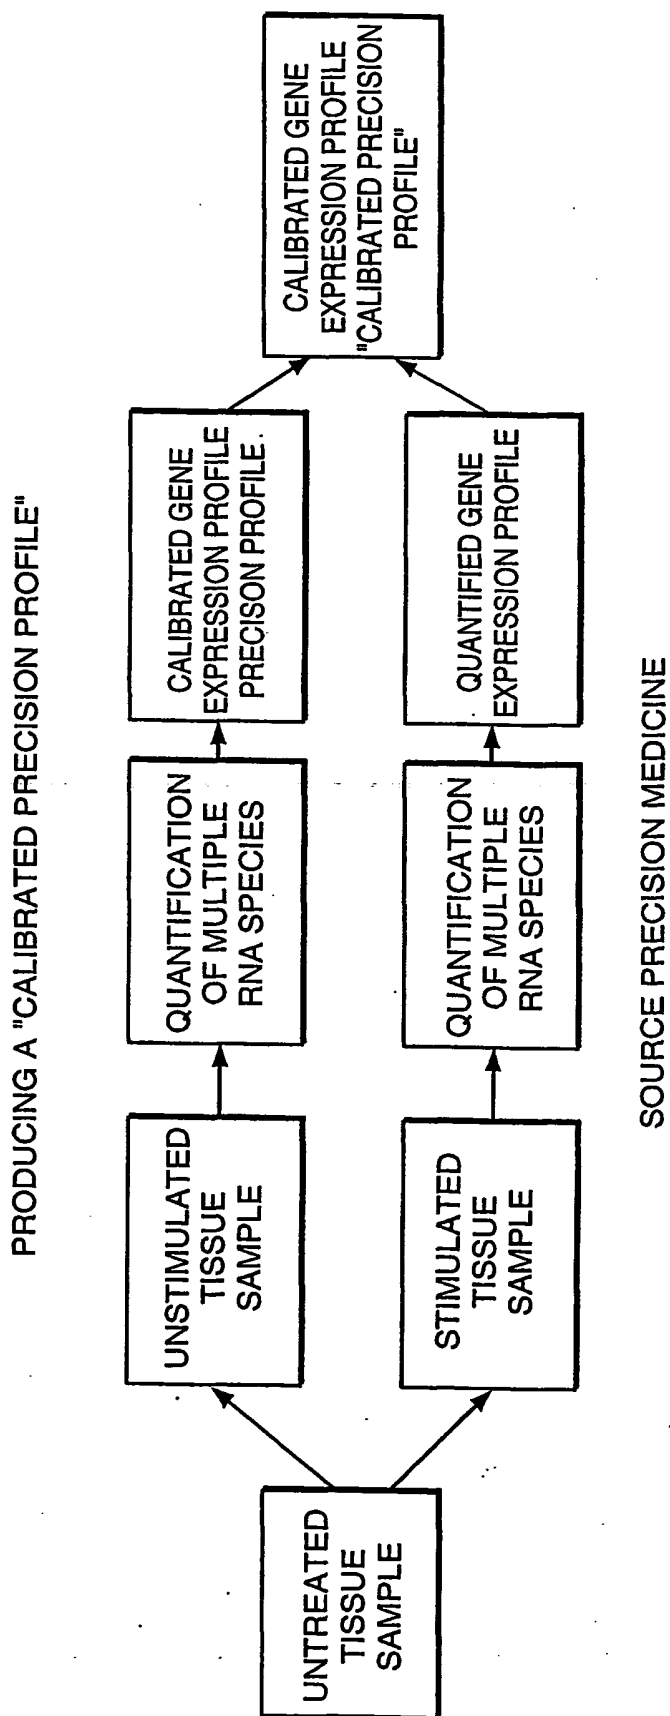 PRODUCING A "CALIBRATED PRECISION PROFILE"
UNTREATED
TISSUE
SAMPLE
UNSTIMULATED
TISSUE
SAMPLE
QUANTIFICATION
OF MULTIPLE
RNA SPECIES
CALIBRATED GENE
EXPRESSION PROFILE
PRECISON PROFILE.
STIMULATED
TISSUE
SAMPLE
QUANTIFICATION
OF MULTIPLE
RNA SPECIES
QUANTIFIED GENE
EXPRESSION PROFILE
CALIBRATED GENE
EXPRESSION PROFILE
"CALIBRATED PRECISION
PROFILE"
SOURCE PRECISION MEDICINE